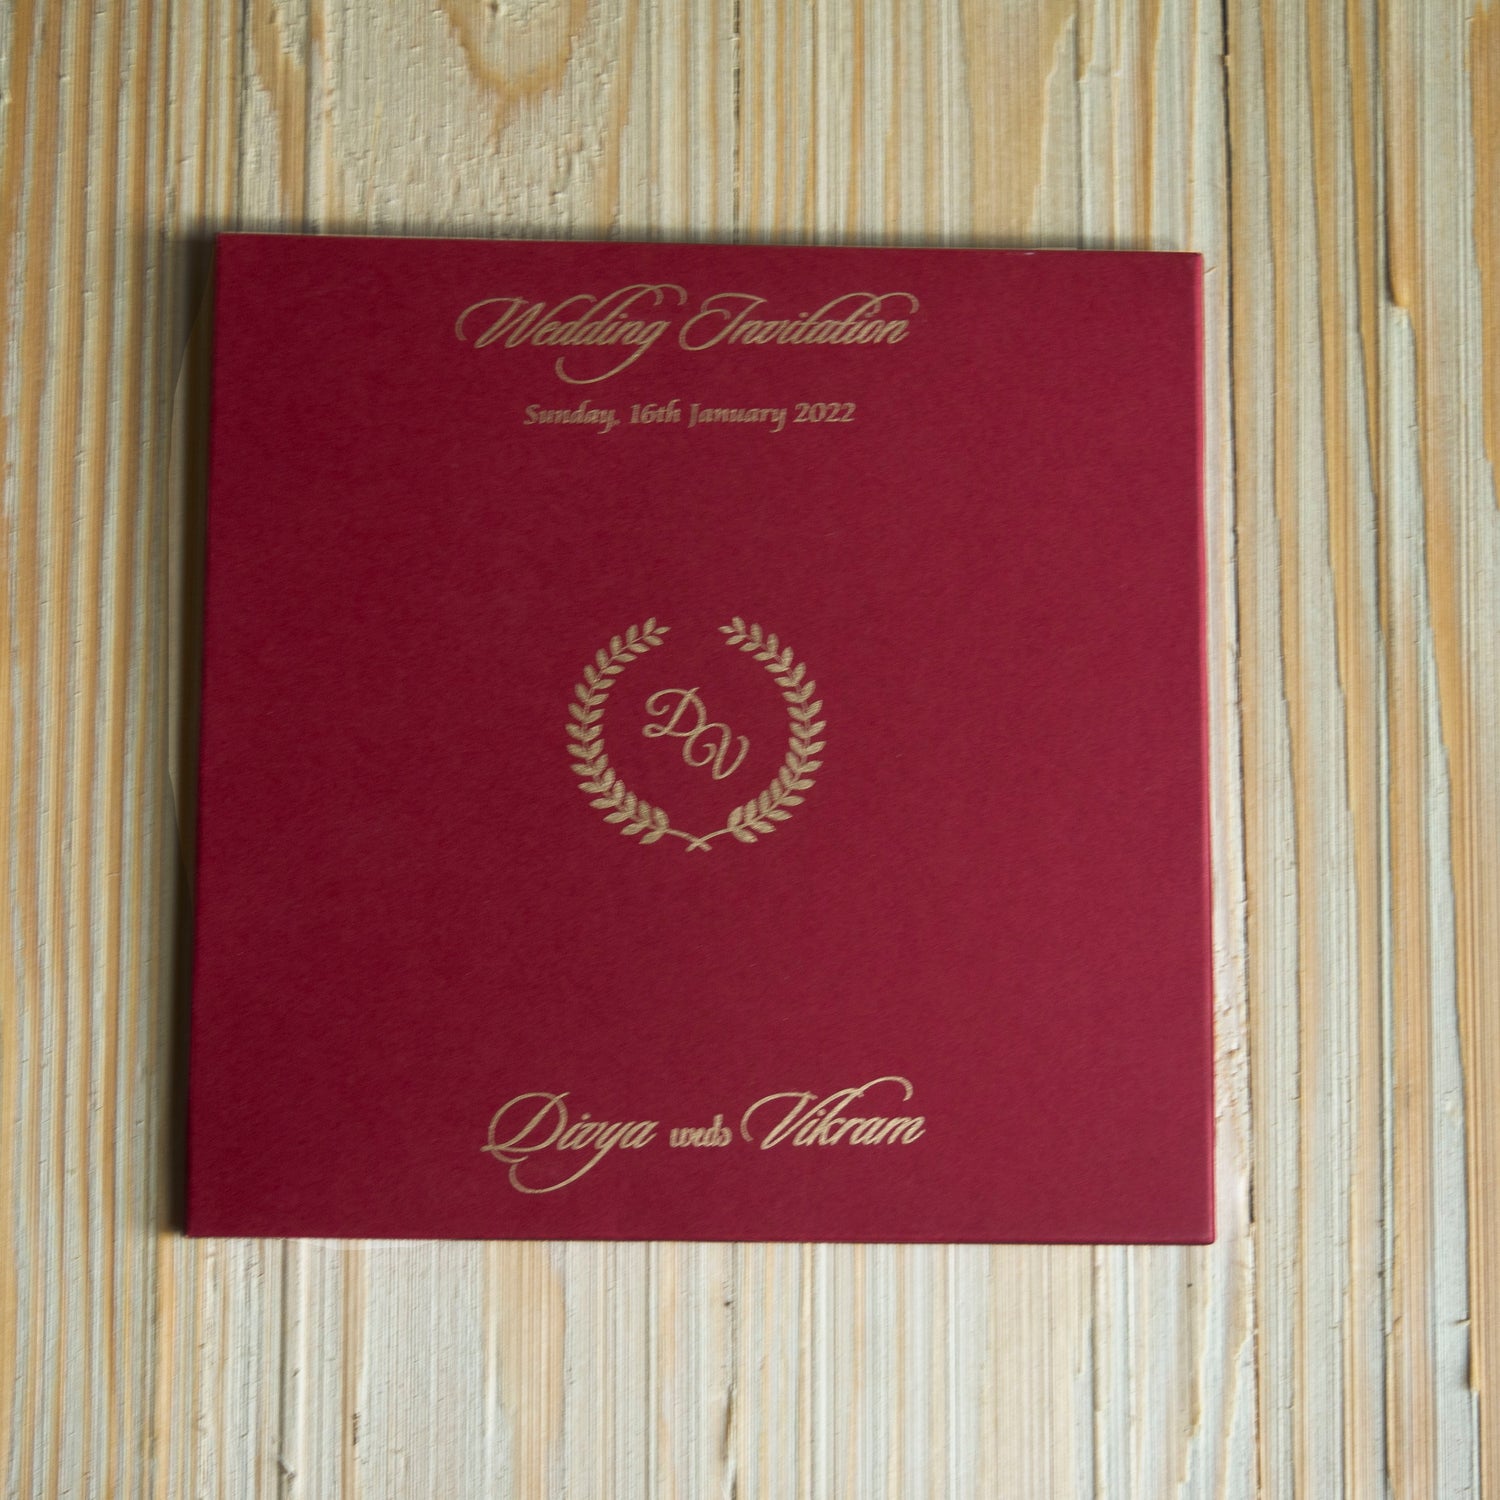 Wedding Invitation
Sunday, 16th January 2022
DV
Divya weds Vikram